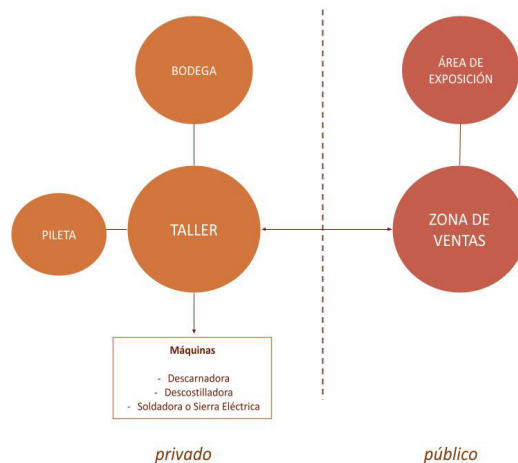 BODEGA
ÁREA DE
EXPOSICIÓN
PILETA
TALLER
ZONA DE
VENTAS
Máquinas
- Descarnadora
- Descostilladora
- Soldadora o Sierra Eléctrica
privado
público